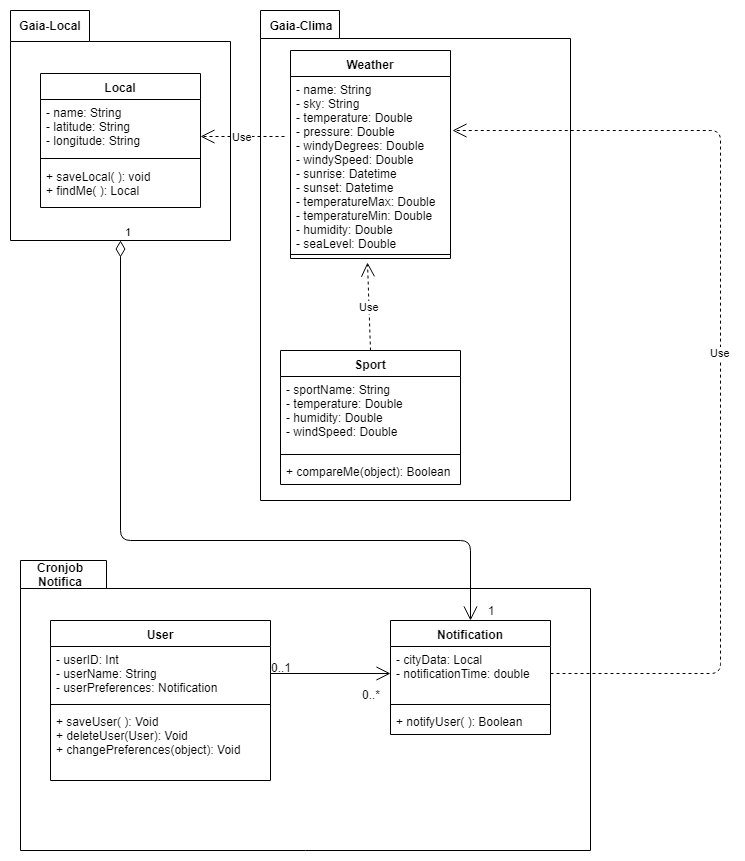 Gaia-Local
Local
- name: String
- latitude: String
- longitude: String
+ saveLocal( ): void
+ findMe( ): Local
1
Use
Gaia-Clima
Weather
- name: String
- sky: String
- temperature: Double
- pressure: Double
- windyDegrees: Double
- windySpeed: Double
- sunrise: Datetime
- sunset: Datetime
- temperatureMax: Double
- temperatureMin: Double
- humidity: Double
- seaLevel: Double
Use
Sport
- sportName: String
- temperature: Double
- humidity: Double
- windSpeed: Double
+ compareMe(object): Boolean
Use
Cronjob
Notifica
User
- userID: Int
- userName: String
- userPreferences: Notification
+ saveUser( ): Void
+ deleteUser(User): Void
+ changePreferences(object): Void
0..1
0..*
1
Notification
- cityData: Local
- notificationTime: double
+ notifyUser( ): Boolean